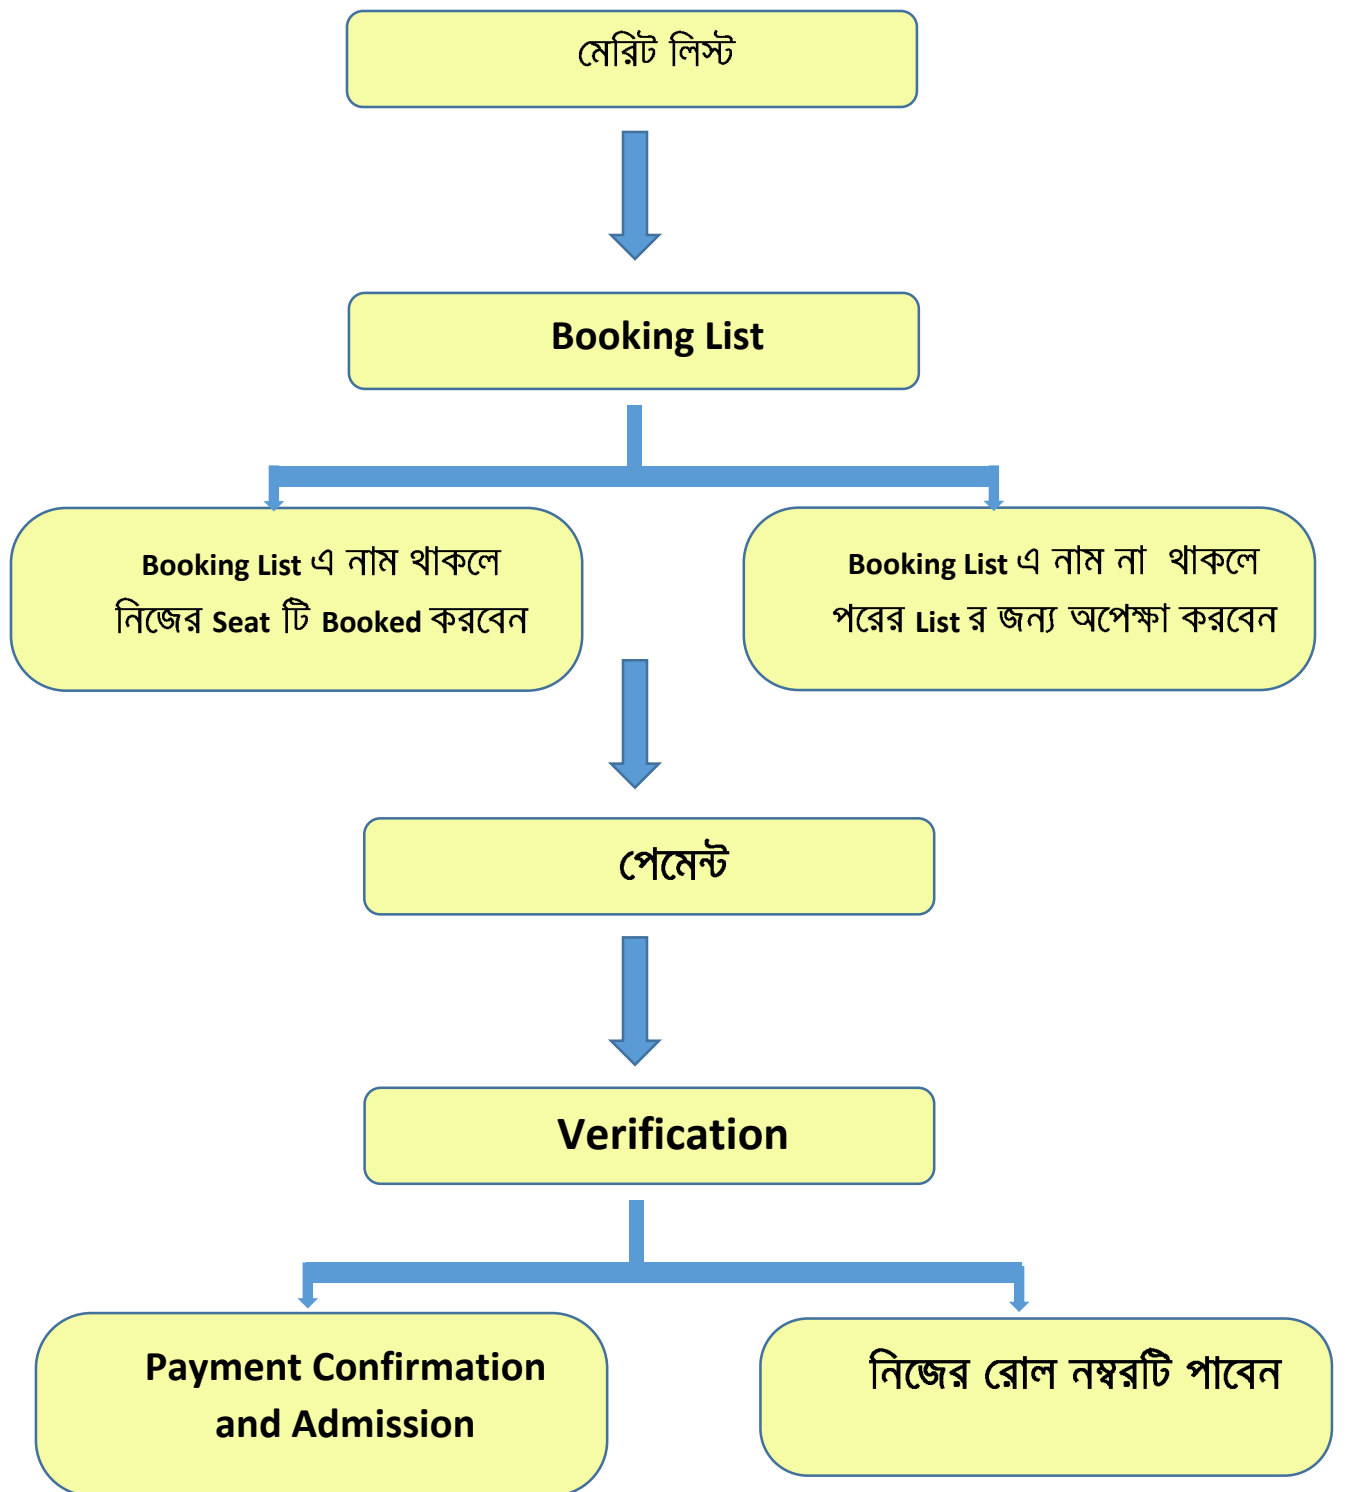 মেরিট লিস্ট
Booking List
Booking List এ নাম থাকলে
নিজের Seat টি Booked করবেন
Booking List এ নাম না থাকলে
পরের List র জন্য অপেক্ষা করবেন
পেমেন্ট
Verification
Payment Confirmation
and Admission
নিজের রোল নম্বরটি পাবেন